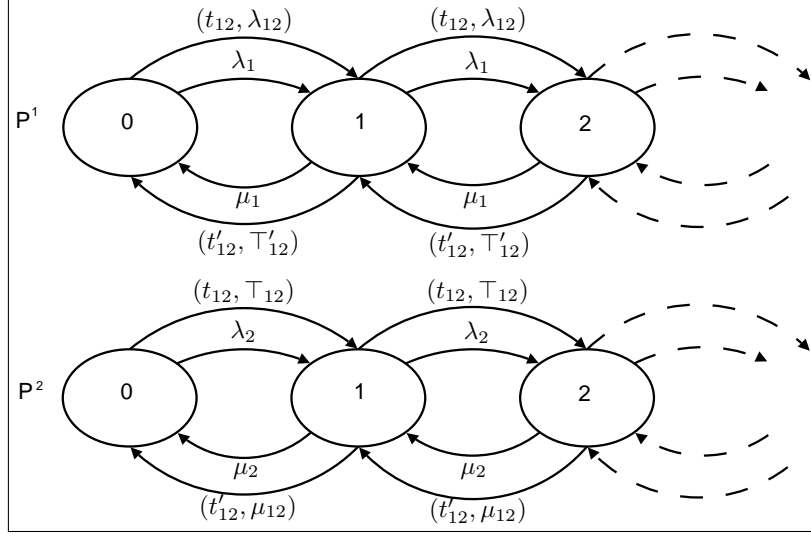 (t₁₂, λ₁₂) (t₁₂, λ₁₂)
λ₁ λ₁
P¹ 0 1 2
μ₁ μ₁
(t′₁₂, ⊤′₁₂) (t′₁₂, ⊤′₁₂)
(t₁₂, ⊤₁₂) (t₁₂, ⊤₁₂)
λ₂ λ₂
P² 0 1 2
μ₂ μ₂
(t′₁₂, μ₁₂) (t′₁₂, μ₁₂)